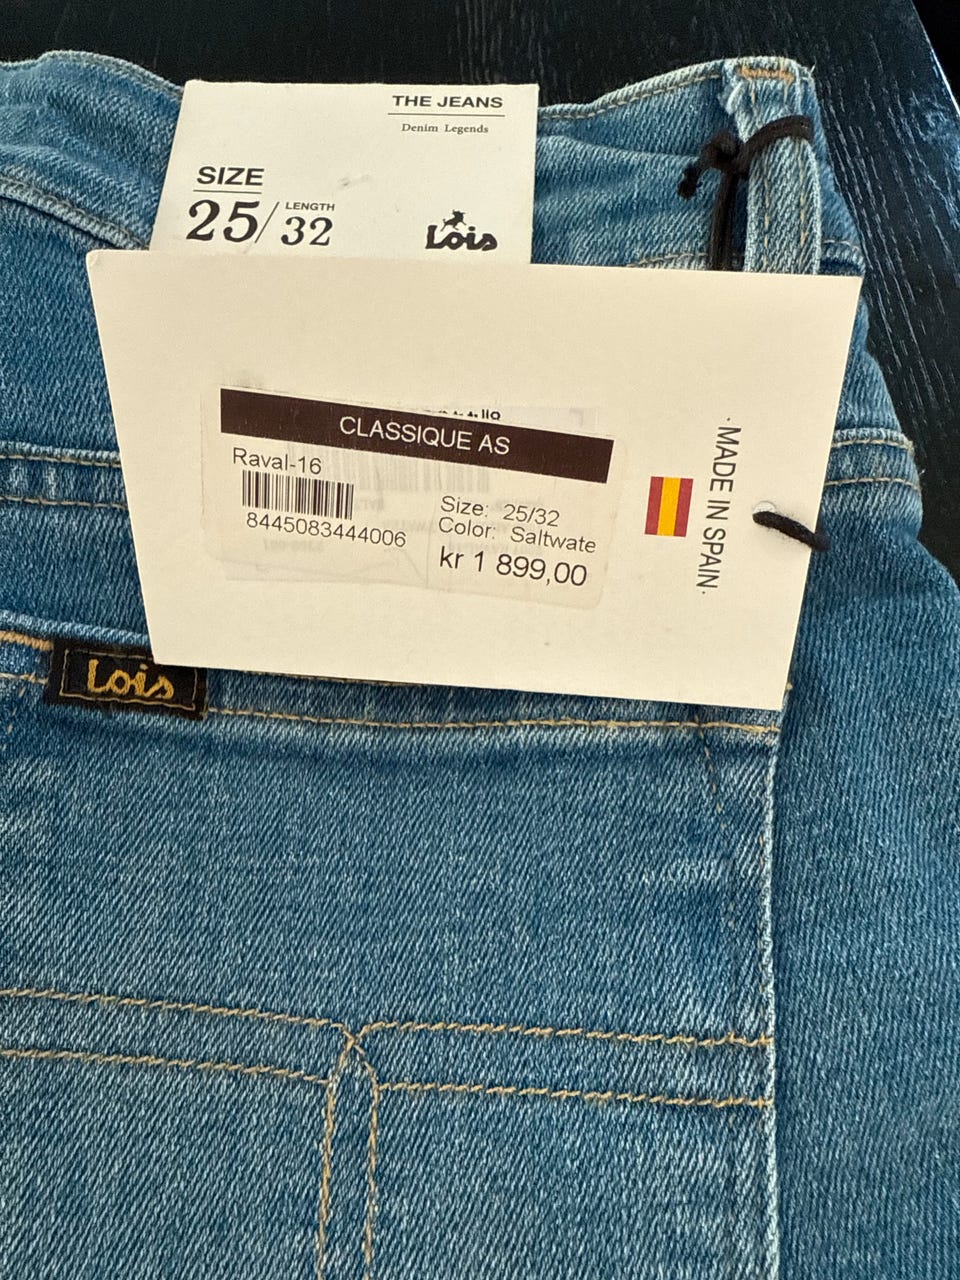 THE JEANS
Denim Legends
SIZE
25/
LENGTH
32
Lois
CLASSIQUE AS
Raval-16
8445083444006
Size: 25/32
Color: Saltwate
kr 1 899,00
MADE IN SPAIN
Lois